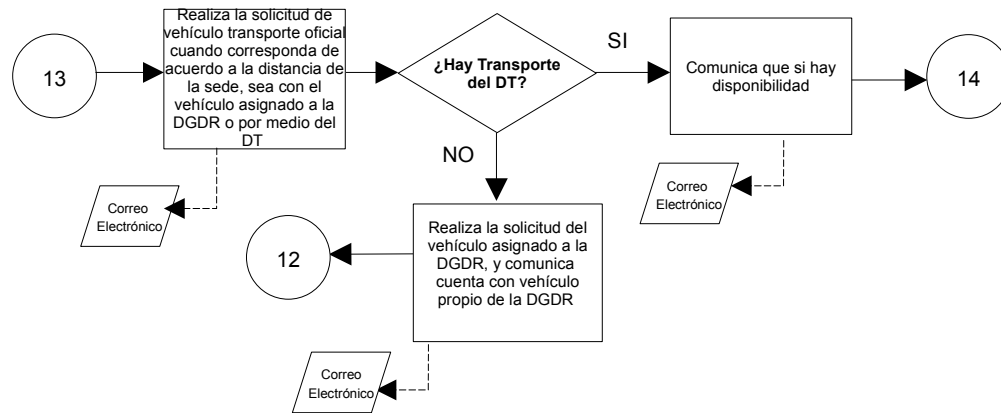 13
Realiza la solicitud de
vehículo transporte oficial
cuando corresponda de
acuerdo a la distancia de
la sede, sea con el
vehículo asignado a la
DGDR o por medio del
DT
Correo
Electrónico
¿Hay Transporte
del DT?
SI
Comunica que si hay
disponibilidad
14
Correo
Electrónico
NO
Realiza la solicitud del
vehículo asignado a la
DGDR, y comunica
cuenta con vehículo
propio de la DGDR
12
Correo
Electrónico